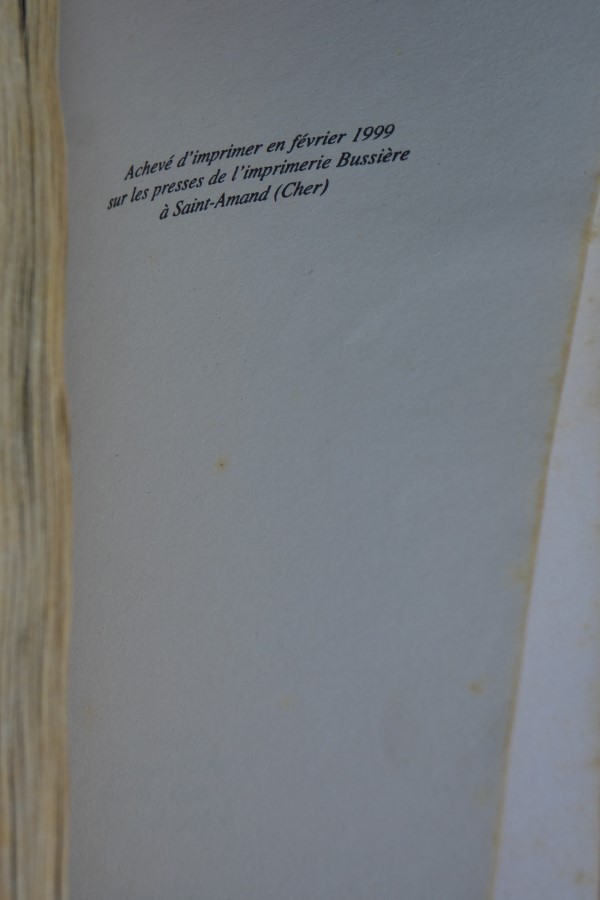 Achevé d'imprimer en février 1999
sur les presses de l'imprimerie Bussière
à Saint-Amand (Cher)